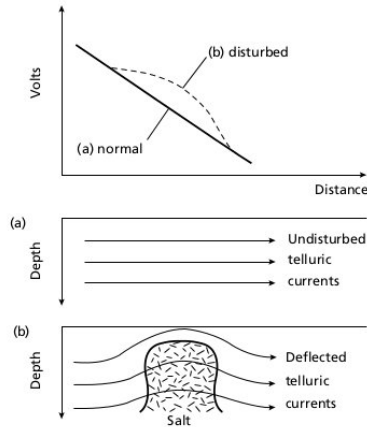 Volts
(b) disturbed
(a) normal
Distance
(a)
Depth
Undisturbed
telluric
currents
(b)
Depth
Deflected
telluric
currents
Salt